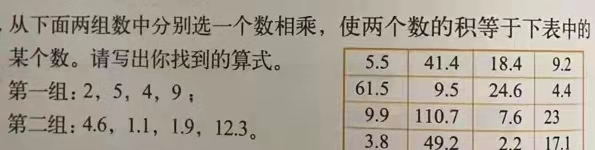 从下面两组数中分别选一个数相乘，使两个数的积等于下表中的
某个数。请写出你找到的算式。
第一组：2，5，4，9；
第二组：4.6，1.1，1.9，12.3。
5.5 41.4 18.4 9.2
61.5 9.5 24.6 4.4
9.9 110.7 7.6 23
3.8 49.2 2.2 17.1